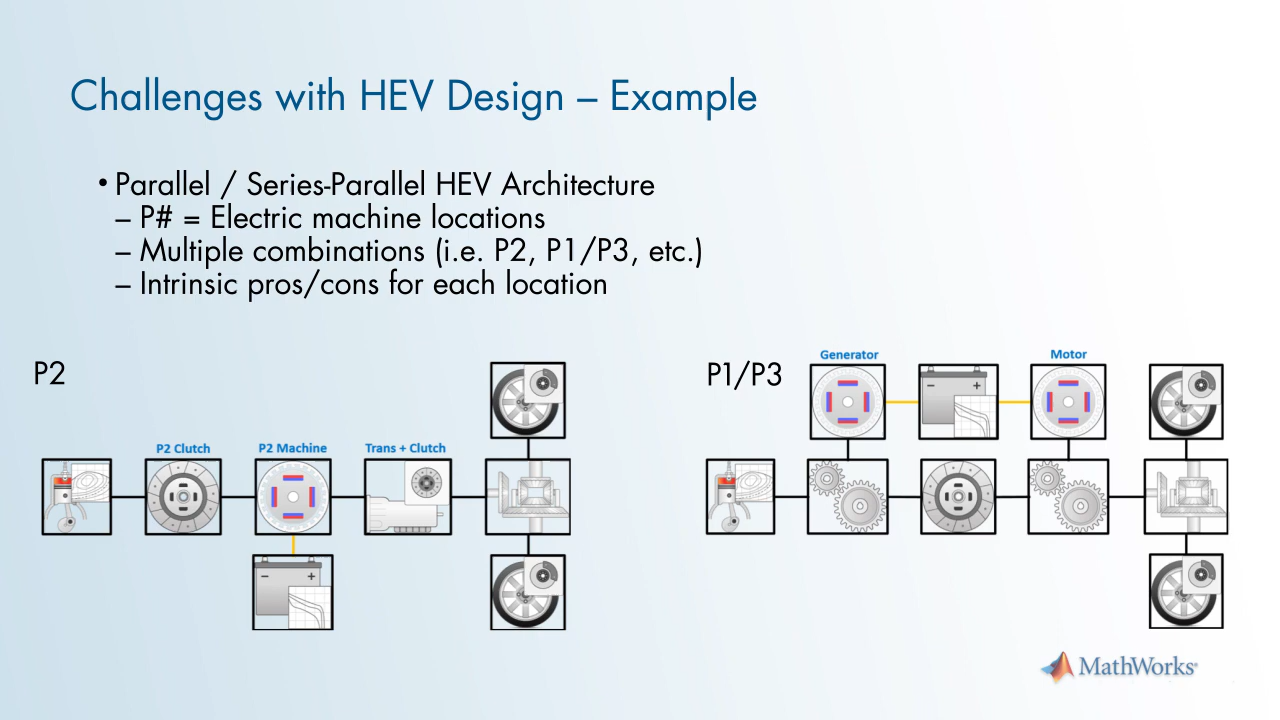 Challenges with HEV Design – Example
• Parallel / Series-Parallel HEV Architecture
– P# = Electric machine locations
– Multiple combinations (i.e. P2, P1/P3, etc.)
– Intrinsic pros/cons for each location
P2
P2 Clutch
P2 Machine
Trans + Clutch
– +
P1/P3
Generator
Motor
– +
MathWorks®